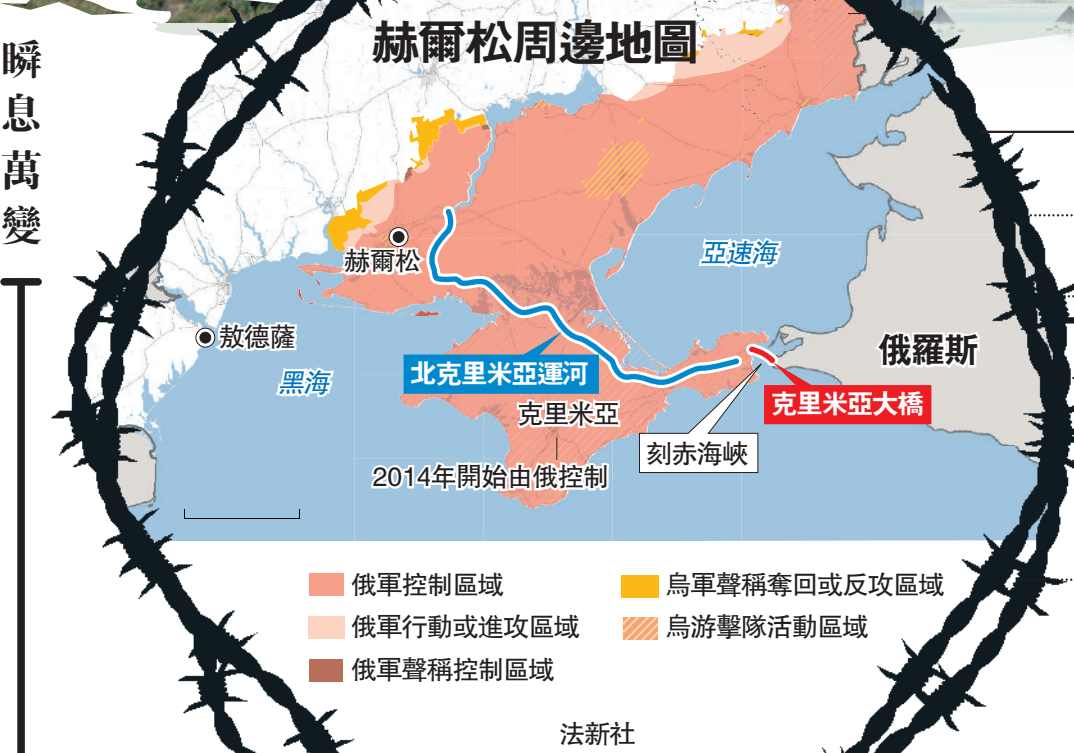 瞬息萬變
赫爾松周邊地圖
赫爾松
亞速海
敖德薩
俄羅斯
黑海
北克里米亞運河
克里米亞大橋
克里米亞
刻赤海峽
2014年開始由俄控制
俄軍控制區域
俄軍行動或進攻區域
俄軍聲稱控制區域
烏軍聲稱奪回或反攻區域
烏游擊隊活動區域
法新社